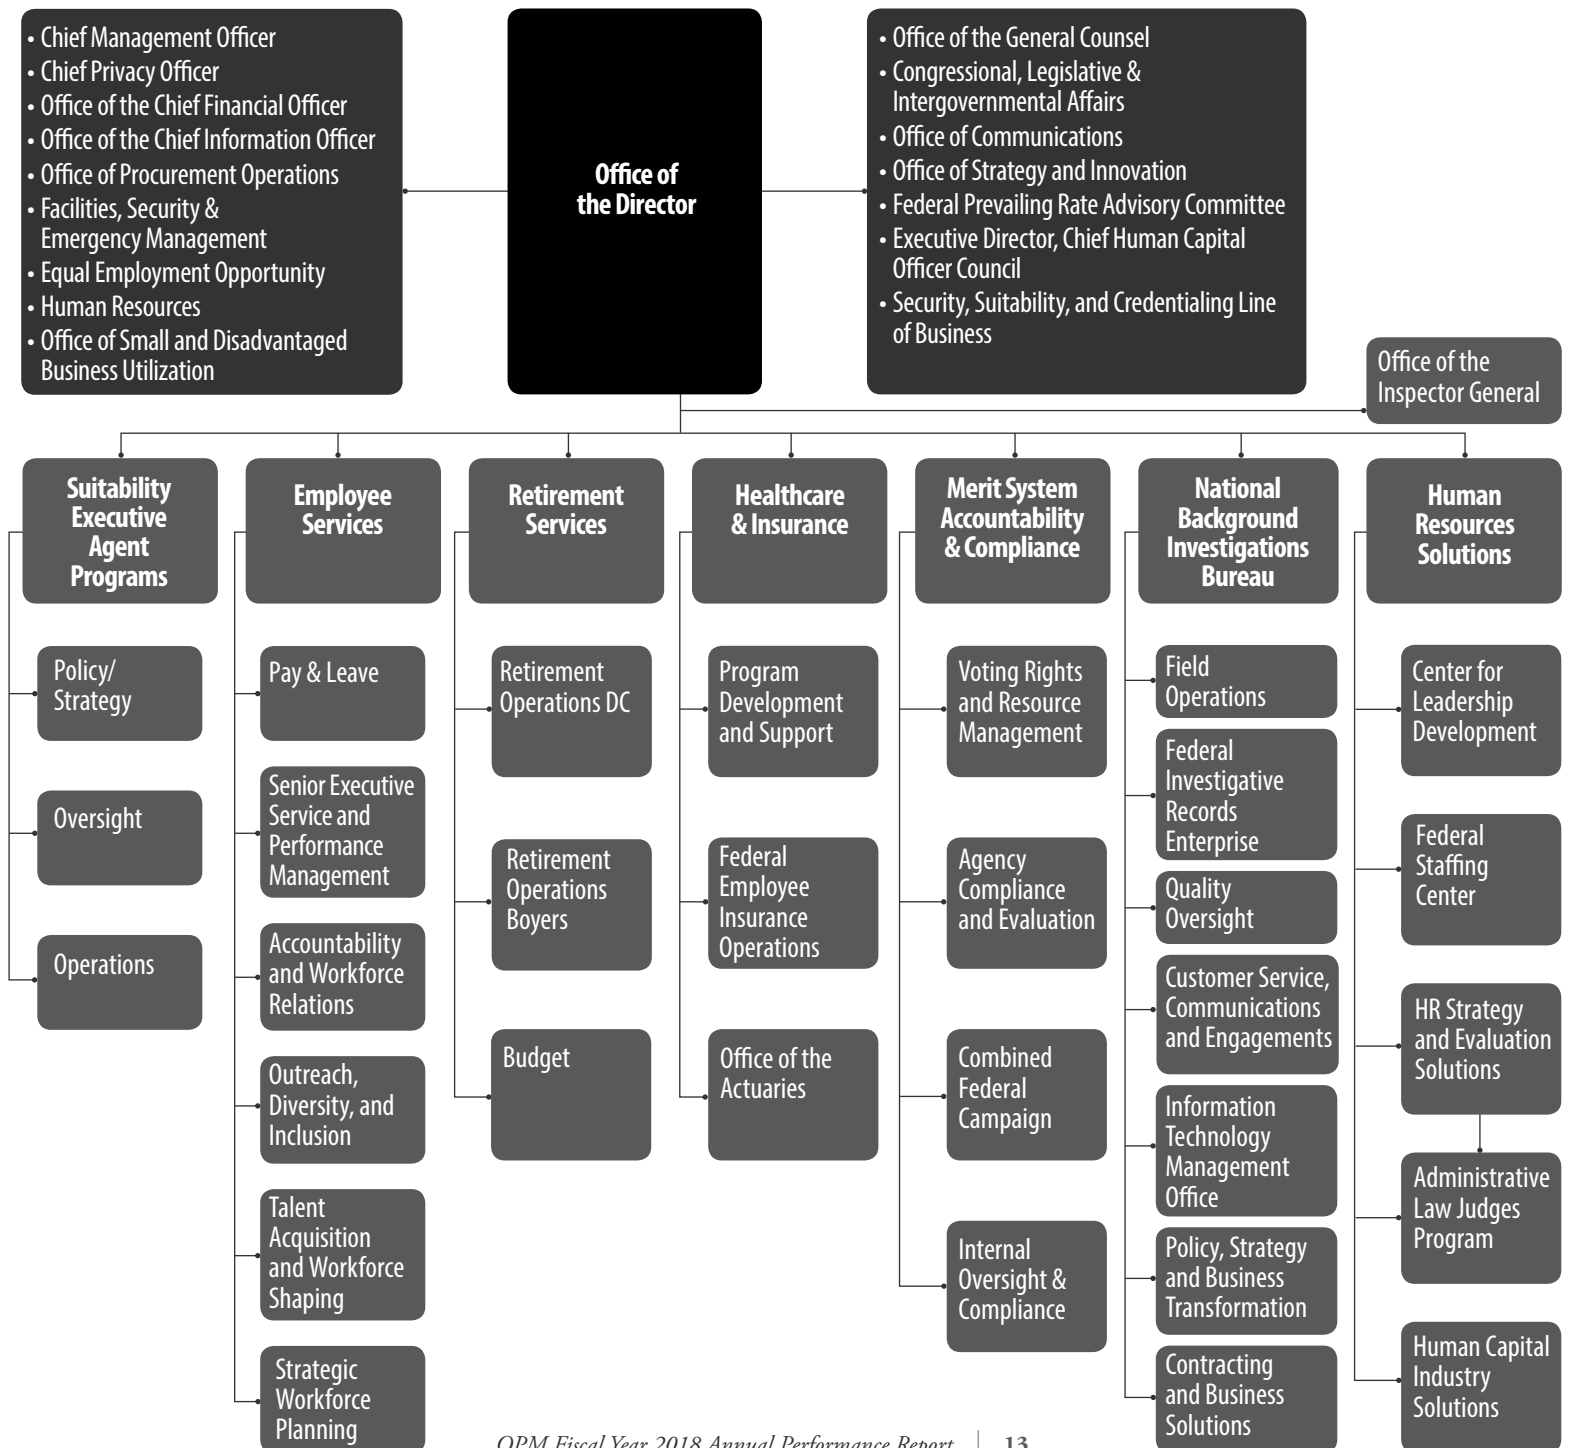 • Chief Management Officer
• Chief Privacy Officer
• Office of the Chief Financial Officer
• Office of the Chief Information Officer
• Office of Procurement Operations
• Facilities, Security &
Emergency Management
• Equal Employment Opportunity
• Human Resources
• Office of Small and Disadvantaged
Business Utilization
Office of
the Director
• Office of the General Counsel
• Congressional, Legislative &
Intergovernmental Affairs
• Office of Communications
• Office of Strategy and Innovation
• Federal Prevailing Rate Advisory Committee
• Executive Director, Chief Human Capital
Officer Council
• Security, Suitability, and Credentialing Line
of Business
Office of the
Inspector General
Suitability
Executive
Agent
Programs
Policy/
Strategy
Oversight
Operations
Employee
Services
Pay & Leave
Senior Executive
Service and
Performance
Management
Accountability
and Workforce
Relations
Outreach,
Diversity, and
Inclusion
Talent
Acquisition
and Workforce
Shaping
Strategic
Workforce
Planning
Retirement
Services
Retirement
Operations DC
Retirement
Operations
Boyers
Budget
Healthcare
& Insurance
Program
Development
and Support
Federal
Employee
Insurance
Operations
Office of the
Actuaries
Merit System
Accountability
& Compliance
Voting Rights
and Resource
Management
Agency
Compliance
and Evaluation
Combined
Federal
Campaign
Internal
Oversight &
Compliance
National
Background
Investigations
Bureau
Field
Operations
Federal
Investigative
Records
Enterprise
Quality
Oversight
Customer Service,
Communications
and Engagements
Information
Technology
Management
Office
Policy, Strategy
and Business
Transformation
Contracting
and Business
Solutions
Human
Resources
Solutions
Center for
Leadership
Development
Federal
Staffing
Center
HR Strategy
and Evaluation
Solutions
Administrative
Law Judges
Program
Human Capital
Industry
Solutions
OPM Fiscal Year 2018 Annual Performance Report | 13